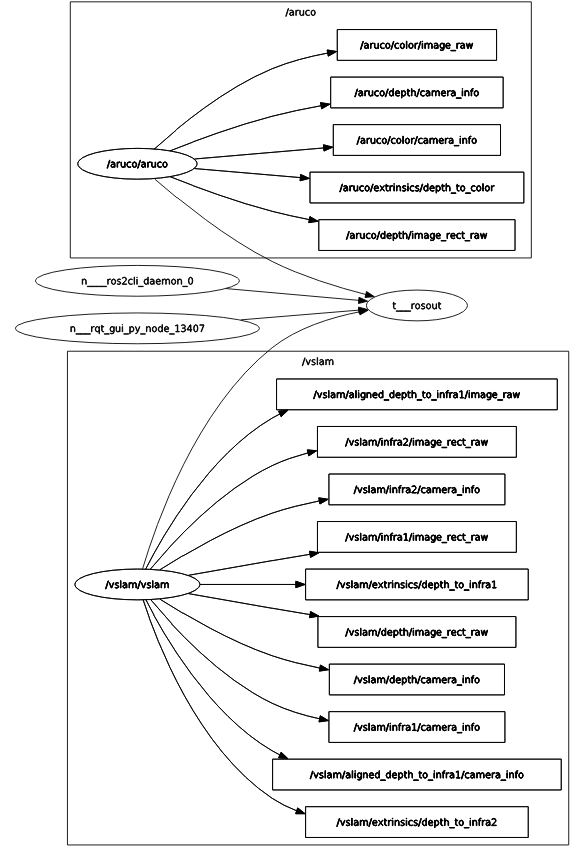 /aruco
/aruco/color/image_raw
/aruco/depth/camera_info
/aruco/color/camera_info
/aruco/aruco
/aruco/extrinsics/depth_to_color
/aruco/depth/image_rect_raw
n___ros2cli_daemon_0
t___rosout
n___rqt_gui_py_node_13407
/vslam
/vslam/aligned_depth_to_infra1/image_raw
/vslam/infra2/image_rect_raw
/vslam/infra2/camera_info
/vslam/infra1/image_rect_raw
/vslam/vslam
/vslam/extrinsics/depth_to_infra1
/vslam/depth/image_rect_raw
/vslam/depth/camera_info
/vslam/infra1/camera_info
/vslam/aligned_depth_to_infra1/camera_info
/vslam/extrinsics/depth_to_infra2